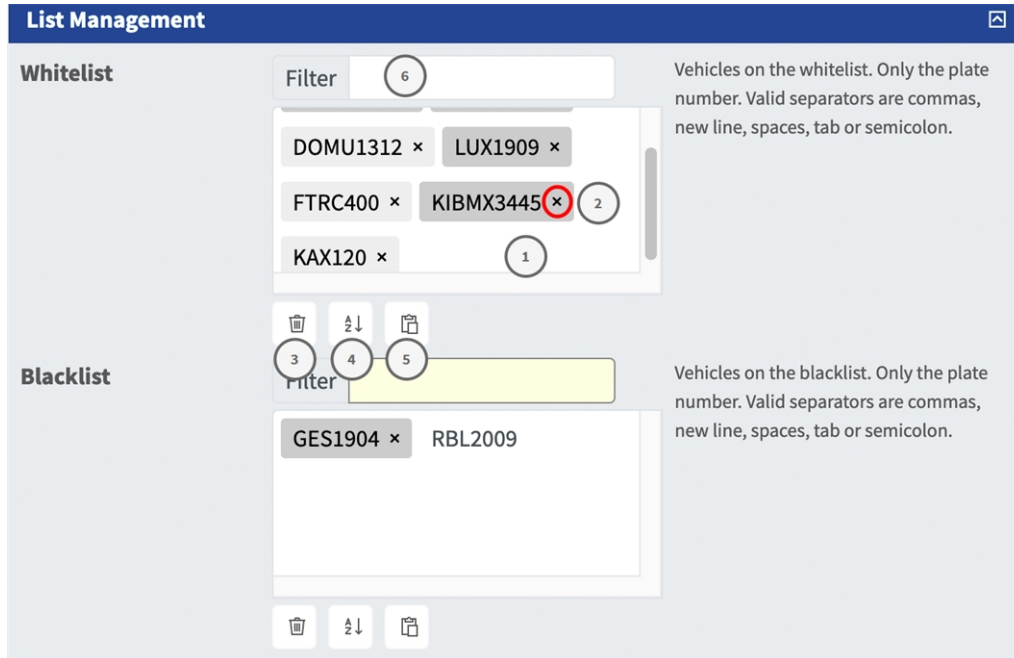 List Management
Whitelist
Filter
6
Vehicles on the whitelist. Only the plate
number. Valid separators are commas,
new line, spaces, tab or semicolon.
DOMU1312 ×
LUX1909 ×
FTRC400 ×
KIBMX3445 ×
2
KAX120 ×
1
A
Z
3
4
5
Blacklist
Filter
Vehicles on the blacklist. Only the plate
number. Valid separators are commas,
new line, spaces, tab or semicolon.
GES1904 ×
RBL2009
A
Z